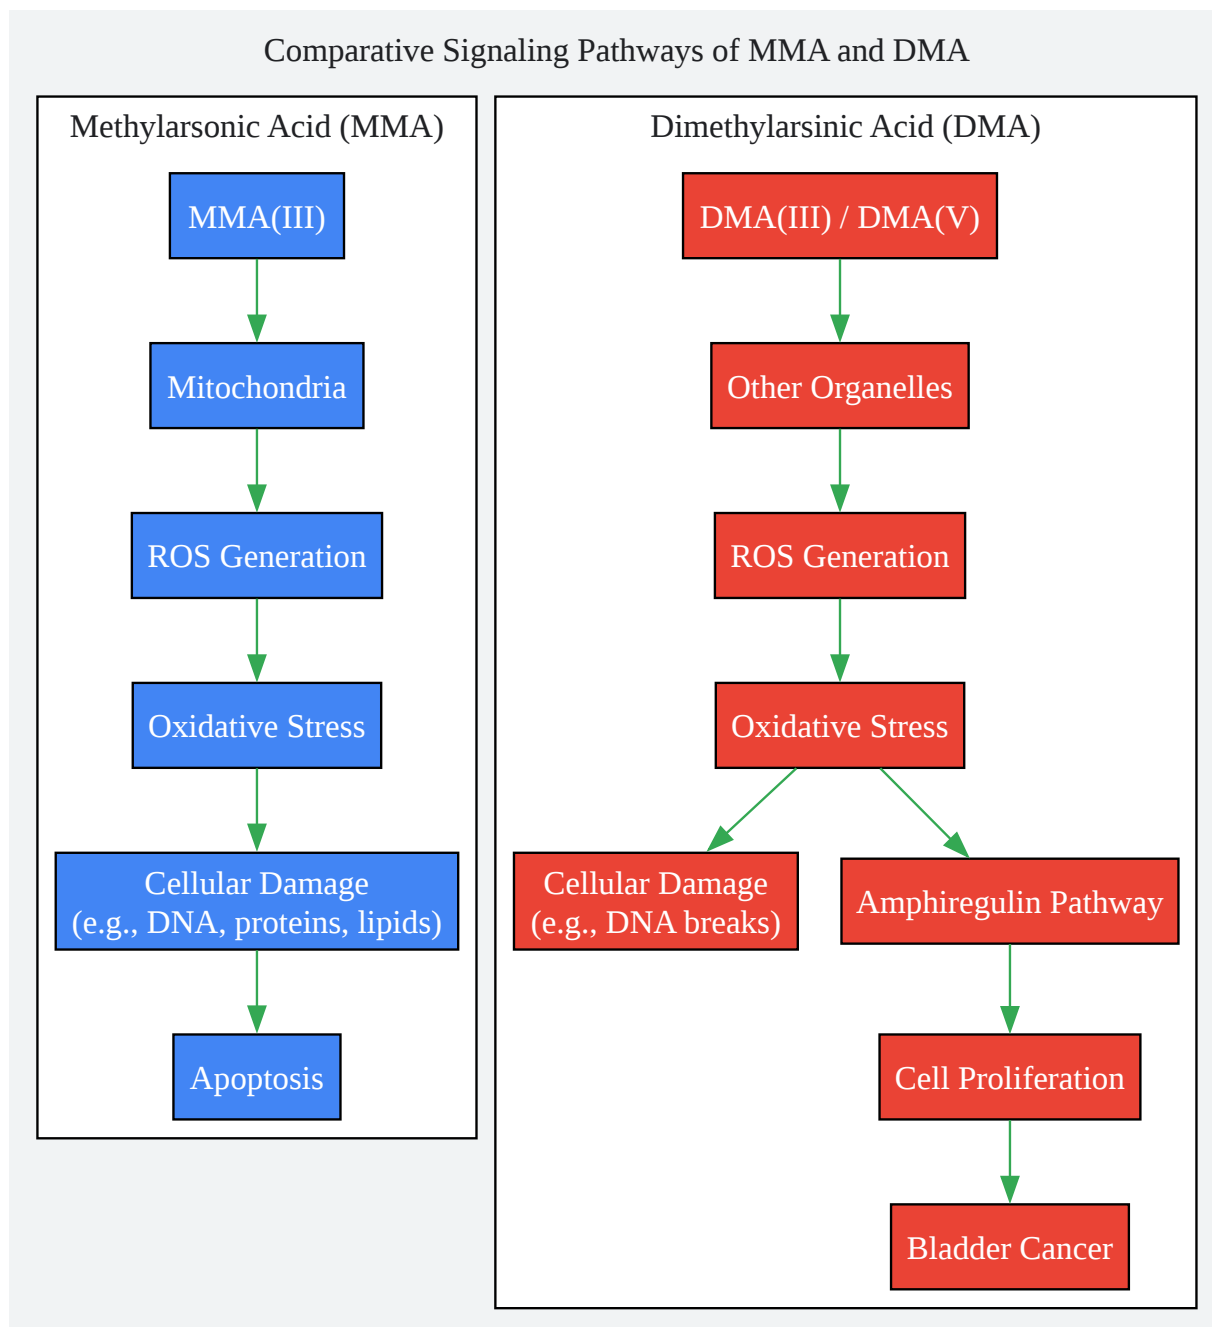 Comparative Signaling Pathways of MMA and DMA
Methylarsonic Acid (MMA)
MMA(III)
Mitochondria
ROS Generation
Oxidative Stress
Cellular Damage
(e.g., DNA, proteins, lipids)
Apoptosis
Dimethylarsinic Acid (DMA)
DMA(III) / DMA(V)
Other Organelles
ROS Generation
Oxidative Stress
Cellular Damage
(e.g., DNA breaks)
Amphiregulin Pathway
Cell Proliferation
Bladder Cancer